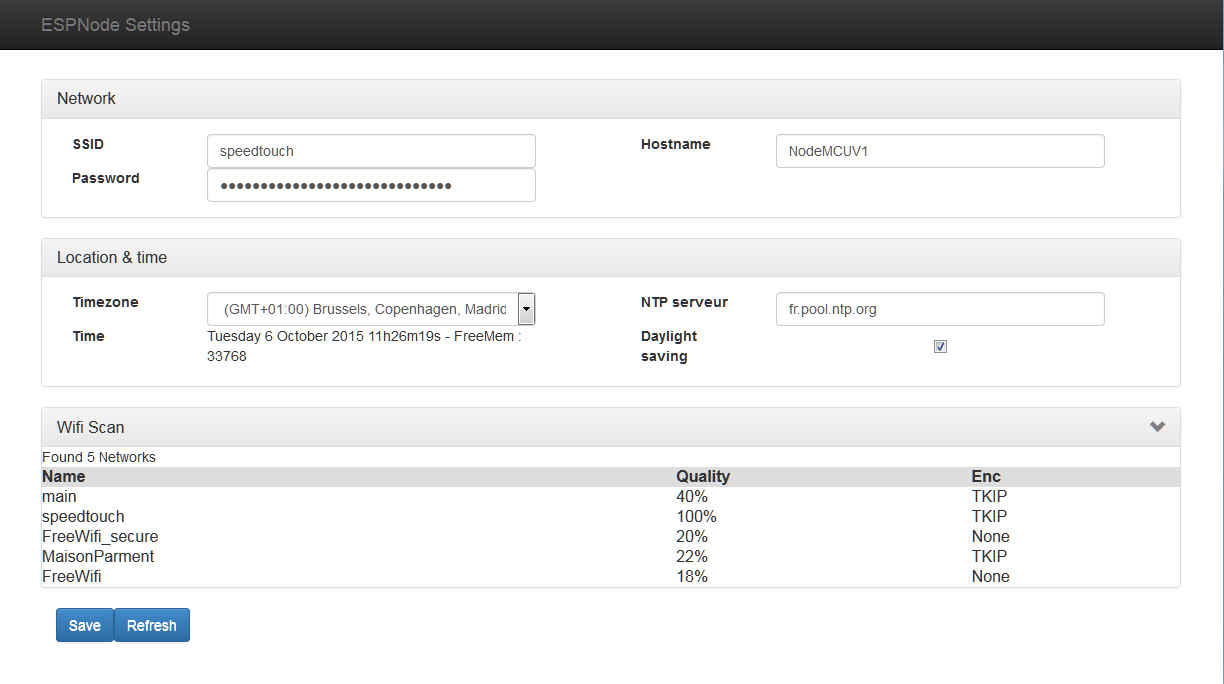 ESPNode Settings
Network
SSID speedtouch Hostname NodeMCUV1
Password •••••••••••••••••••••••••••••
Location & time
Timezone (GMT+01:00) Brussels, Copenhagen, Madrid NTP serveur fr.pool.ntp.org
Time Tuesday 6 October 2015 11h26m19s - FreeMem : Daylight
33768 saving
Wifi Scan
Found 5 Networks
Name Quality Enc
main 40% TKIP
speedtouch 100% TKIP
FreeWifi_secure 20% None
MaisonParment 22% TKIP
FreeWifi 18% None
Save Refresh